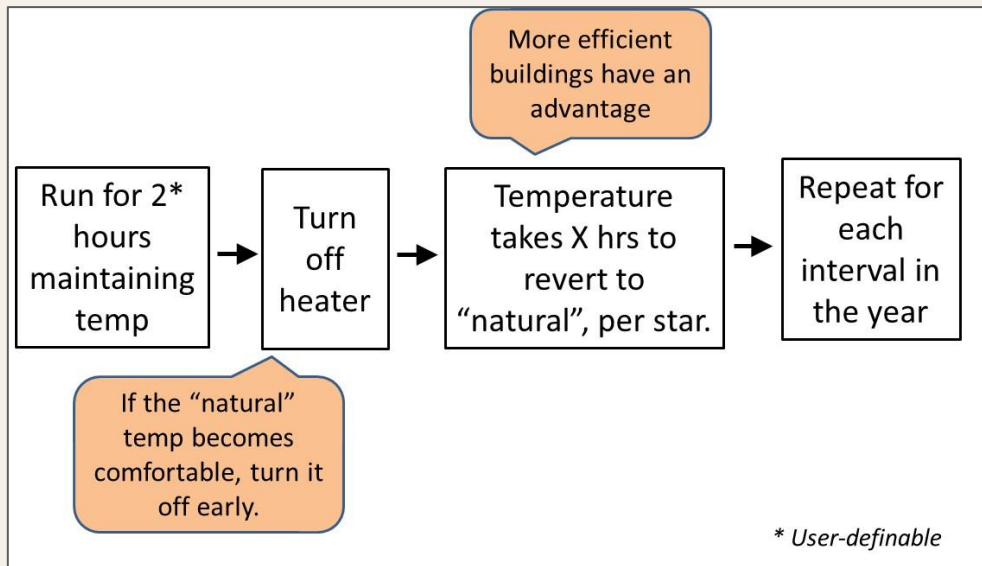 More efficient
buildings have an
advantage
Run for 2*
hours
maintaining
temp
Turn
off
heater
Temperature
takes X hrs to
revert to
“natural”, per star.
Repeat for
each
interval in
the year
If the “natural”
temp becomes
comfortable, turn it
off early.
* User-definable